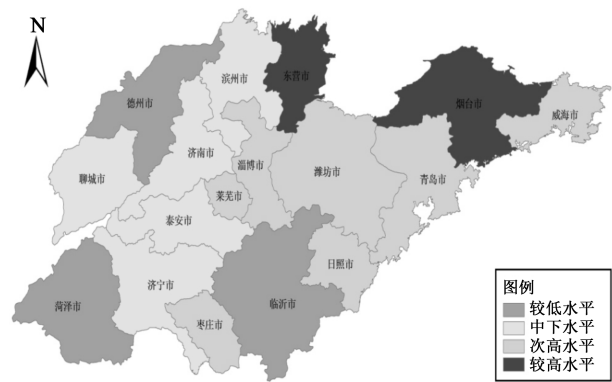 N
滨州市
东营市
德州市
烟台市
威海市
济南市
淄博市
潍坊市
青岛市
聊城市
莱芜市
泰安市
日照市
济宁市
菏泽市
临沂市
枣庄市
图例
较低水平
中下水平
次高水平
较高水平